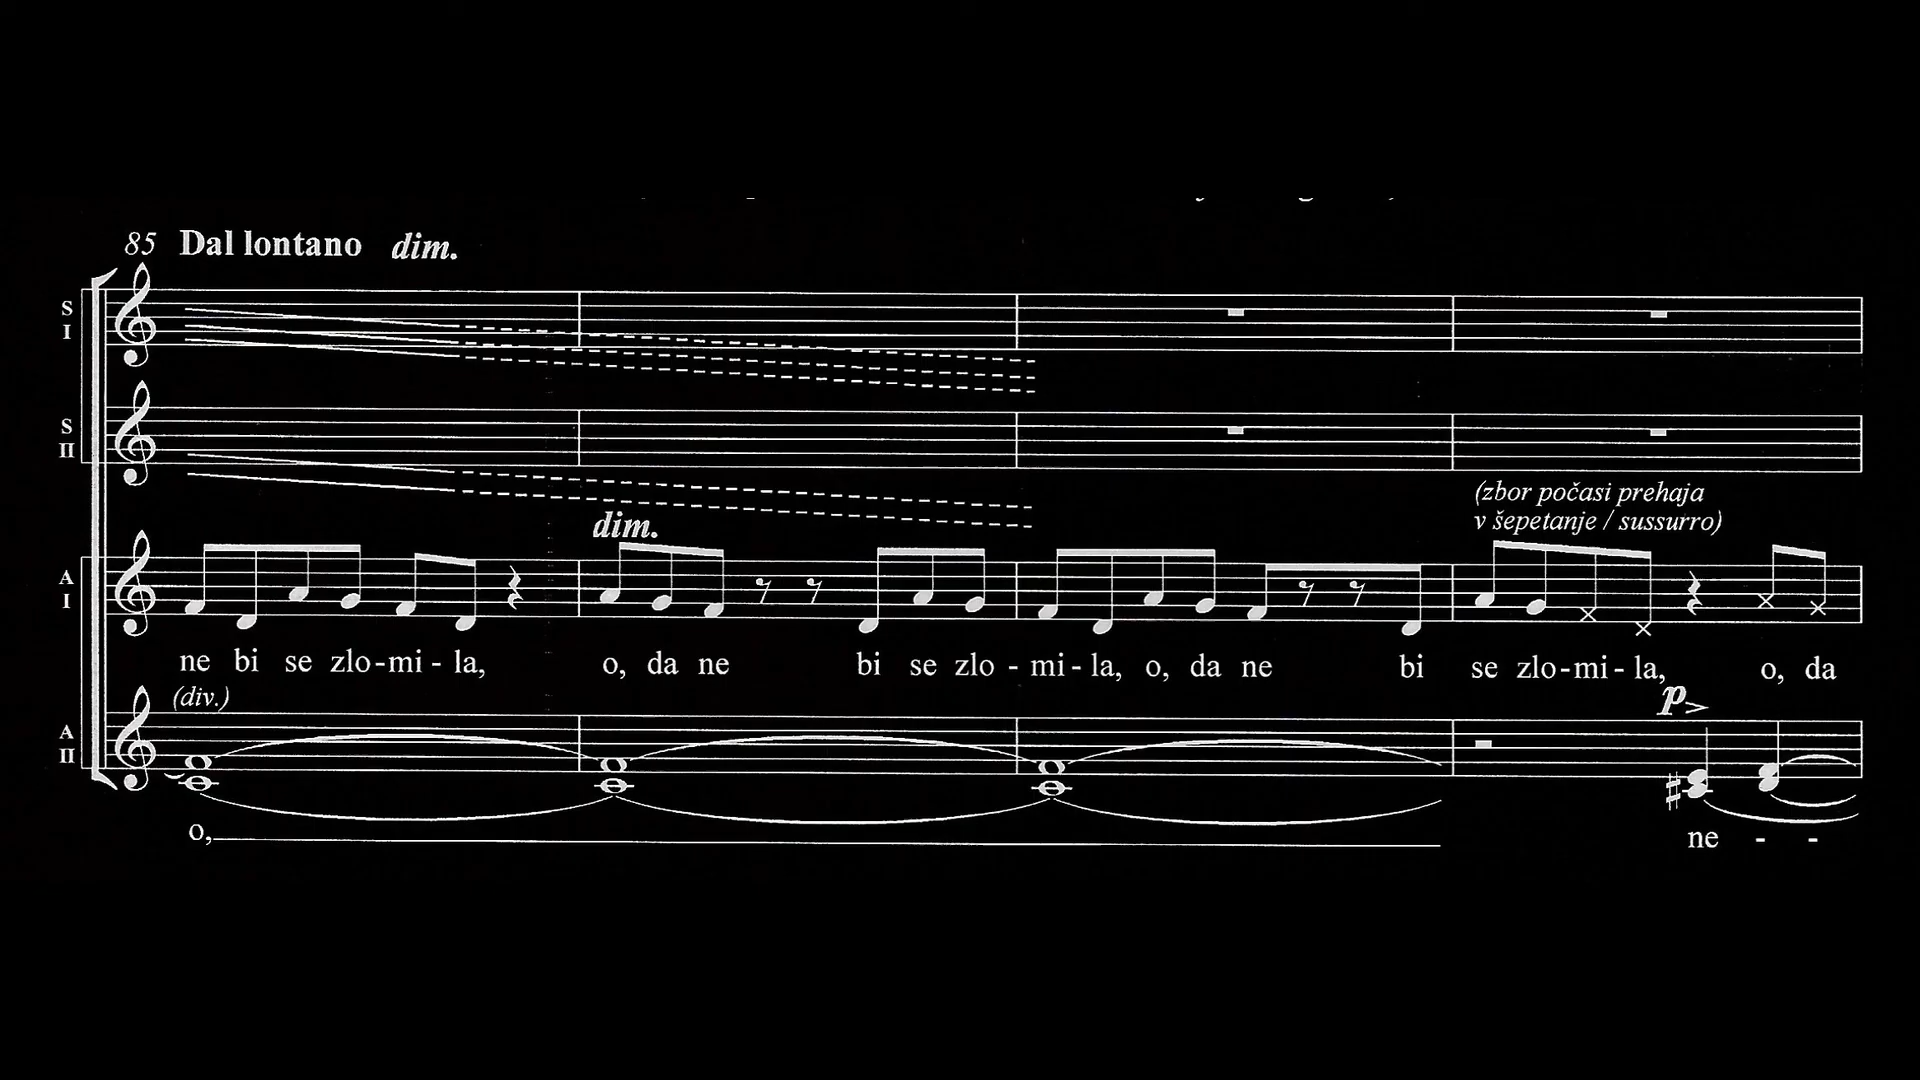 85 Dal lontano dim.
S
I
S
II
(zbor počasi prehaja
v šepetanje / sussurro)
dim.
A
I
ne bi se zlo-mi - la, o, da ne bi se zlo - mi - la, o, da ne bi se zlo-mi - la, o, da
(div.)
p
A
II
o, ne - -